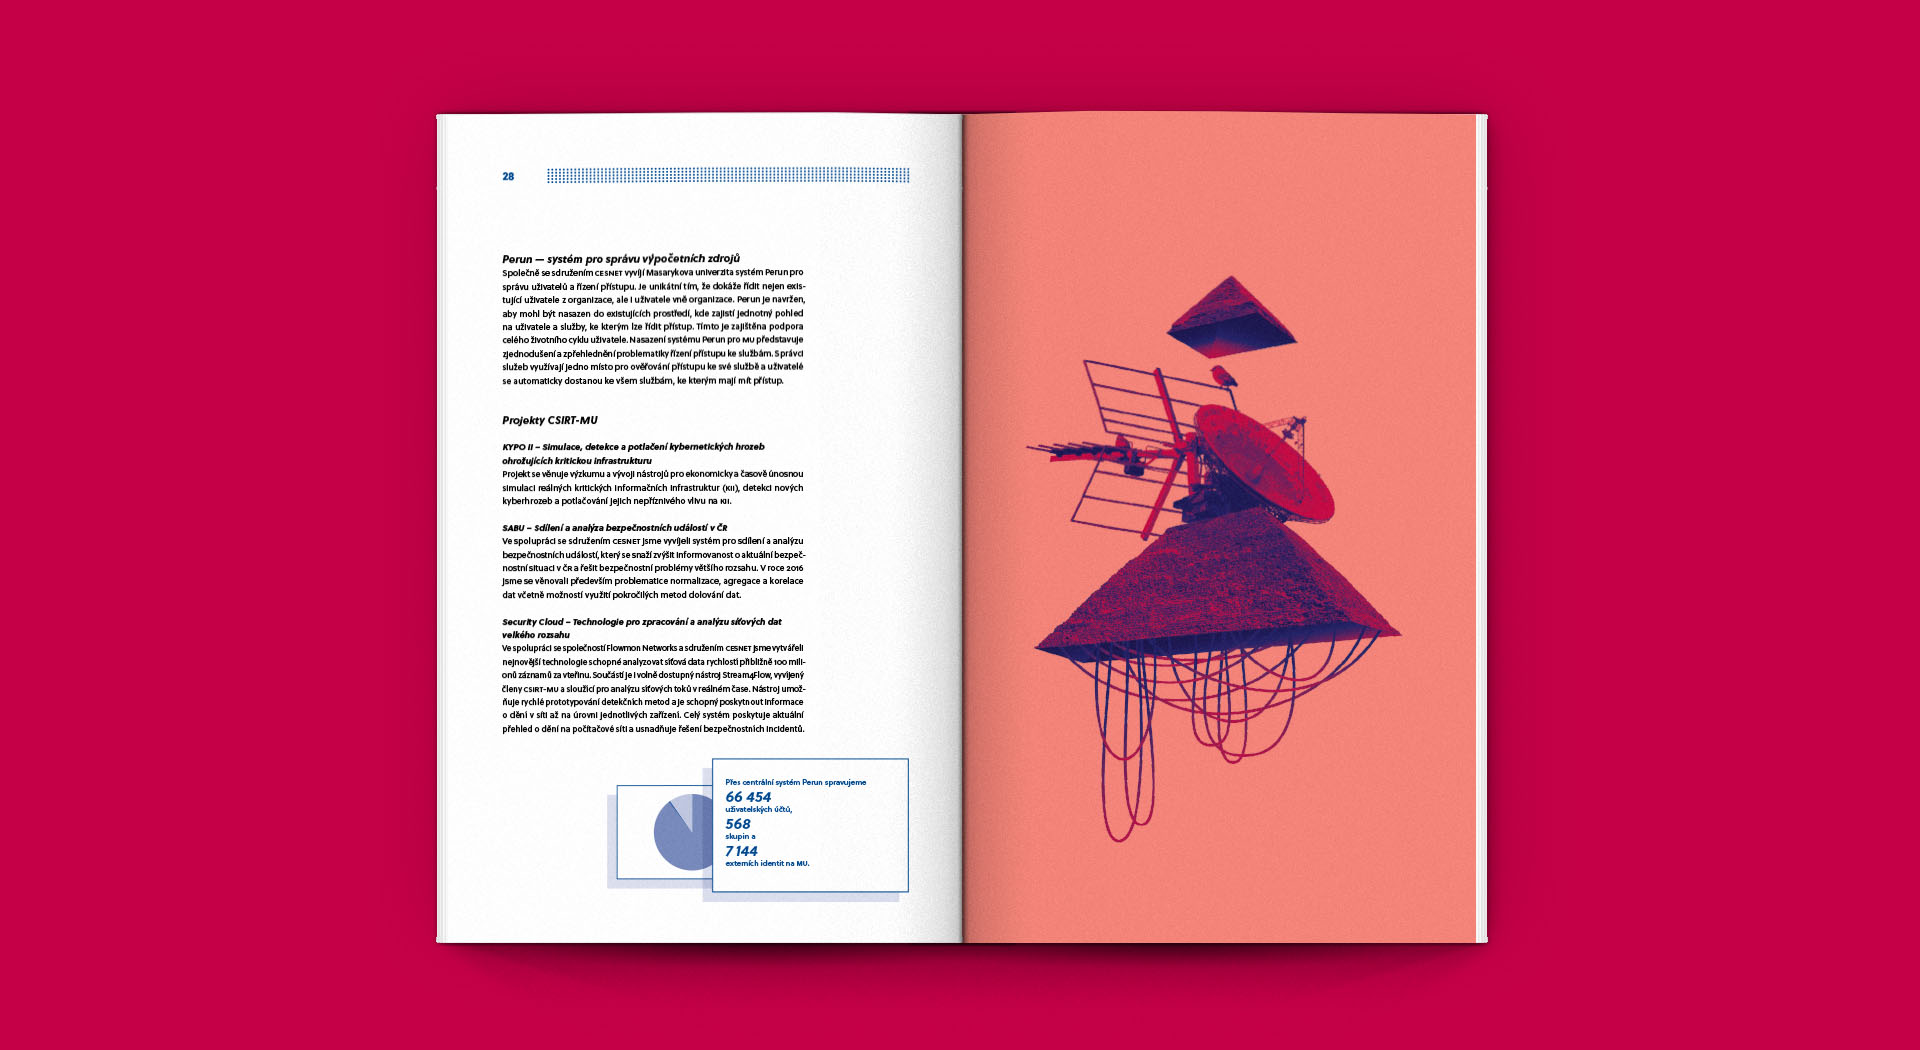 28
Perun — systém pro správu výpočetních zdrojů
Společně se sdružením CESNET vyvíjí Masarykova univerzita systém Perun pro
správu uživatelů a řízení přístupu. Je unikátní tím, že dokáže řídit nejen exis-
tující uživatele z organizace, ale i uživatele vně organizace. Perun je navržen,
aby mohl být nasazen do existujících prostředí, kde zajistí jednotný pohled
na uživatele a služby, ke kterým lze řídit přístup. Tímto je zajištěna podpora
celého životního cyklu uživatele. Nasazení systému Perun pro MU představuje
zjednodušení a zpřehlednění problematiky řízení přístupu ke službám. Správci
služeb využívají jedno místo pro ověřování přístupu ke své službě a uživatelé
se automaticky dostanou ke všem službám, ke kterým mají mít přístup.
Projekty CSIRT-MU
KYPO II – Simulace, detekce a potlačení kybernetických hrozeb
ohrožujících kritickou infrastrukturu
Projekt se věnuje výzkumu a vývoji nástrojů pro ekonomicky a časově únosnou
simulaci reálných kritických informačních infrastruktur (KII), detekci nových
kyberhrozeb a potlačování jejich nepříznivého vlivu na KII.
SABU – Sdílení a analýza bezpečnostních událostí v ČR
Ve spolupráci se sdružením CESNET jsme vyvíjeli systém pro sdílení a analýzu
bezpečnostních událostí, který se snaží zvýšit informovanost o aktuální bezpeč-
nostní situaci v ČR a řešit bezpečnostní problémy většího rozsahu. V roce 2016
jsme se věnovali především problematice normalizace, agregace a korelace
dat včetně možností využití pokročilých metod dolování dat.
Security Cloud – Technologie pro zpracování a analýzu síťových dat
velkého rozsahu
Ve spolupráci se společností Flowmon Networks a sdružením CESNET jsme vytvářeli
nejnovější technologie schopné analyzovat síťová data rychlostí přibližně 100 mili-
onů záznamů za vteřinu. Součástí je i volně dostupný nástroj Stream4Flow, vyvíjený
členy CSIRT-MU a sloužící pro analýzu síťových toků v reálném čase. Nástroj umož-
ňuje rychlé prototypování detekčních metod a je schopný poskytnout informace
o dění v síti až na úrovni jednotlivých zařízení. Celý systém poskytuje aktuální
přehled o dění na počítačové síti a usnadňuje řešení bezpečnostních incidentů.
Přes centrální systém Perun spravujeme
66 454
uživatelských účtů,
568
skupin a
7 144
externích identit na MU.